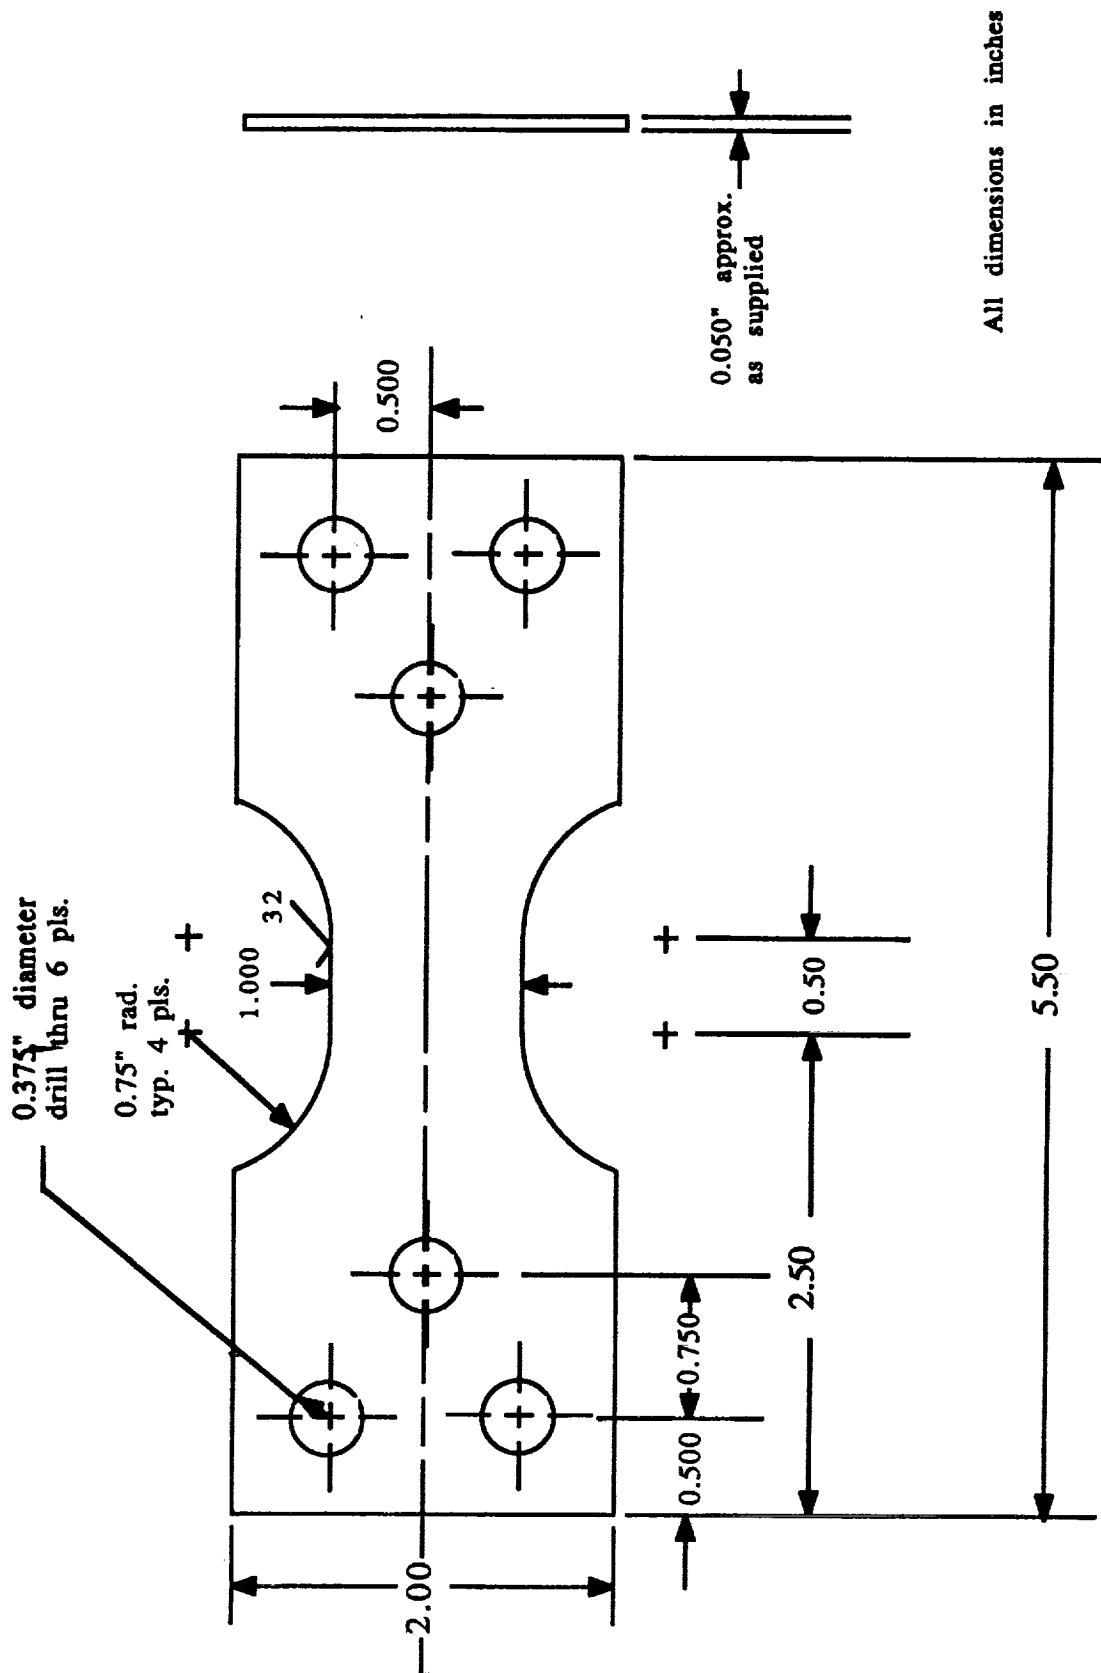 0.375" diameter
drill thru 6 pls.
0.75" rad.
typ. 4 pls.
1.000
32
0.500
2.00
0.500
0.750
2.50
0.50
5.50
0.050" approx.
as supplied
All dimensions in inches